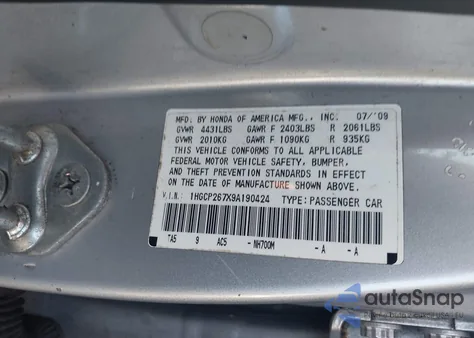 MFD. BY HONDA OF AMERICA MFG., INC. 07/'09
GVWR 4431LBS GAWR F 2403LBS R 2061LBS
GVWR 2010KG GAWR F 1090KG R 935KG
THIS VEHICLE CONFORMS TO ALL APPLICABLE
FEDERAL MOTOR VEHICLE SAFETY, BUMPER,
AND THEFT PREVENTION STANDARDS IN EFFECT
ON THE DATE OF MANUFACTURE SHOWN ABOVE.
V.I.N.: 1HGCP267X9A190424 TYPE: PASSENGER CAR
TA5 9 AC5 - NH700M - A - A
autoSnap